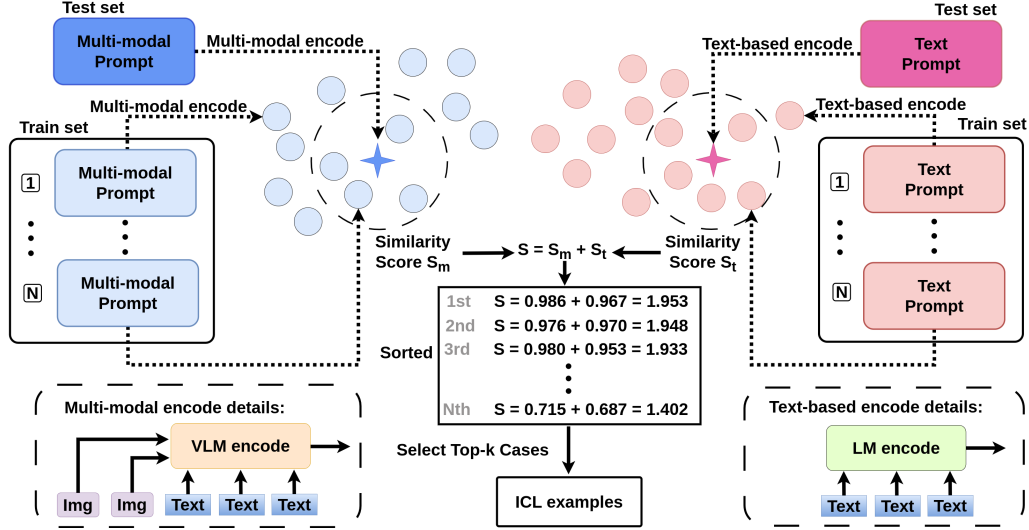 Test set
Multi-modal
Prompt
Multi-modal encode
Multi-modal encode
Train set
1
Multi-modal
Prompt
N
Multi-modal
Prompt
Test set
Text
Prompt
Text-based encode
Text-based encode
Train set
1
Text
Prompt
N
Text
Prompt
Similarity
Score Sm
S = Sm + St
Similarity
Score St
Sorted
1st S = 0.986 + 0.967 = 1.953
2nd S = 0.976 + 0.970 = 1.948
3rd S = 0.980 + 0.953 = 1.933
Nth S = 0.715 + 0.687 = 1.402
Select Top-k Cases
ICL examples
Multi-modal encode details:
VLM encode
Img Img Text Text Text
Text-based encode details:
LM encode
Text Text Text